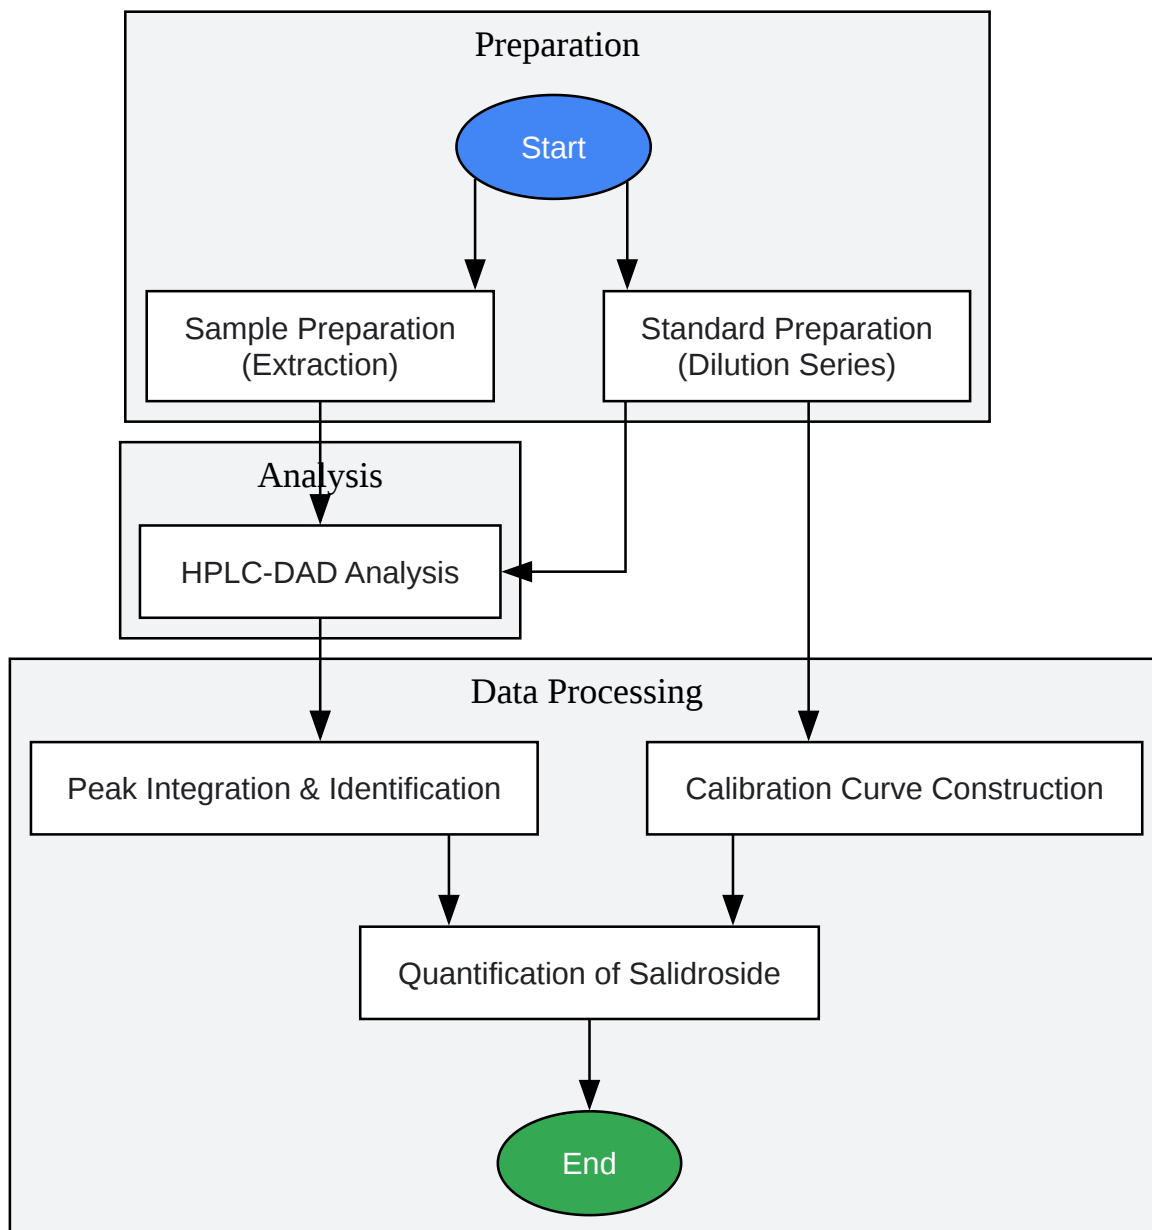 Preparation
Start
Sample Preparation
(Extraction)
Standard Preparation
(Dilution Series)
Analysis
HPLC-DAD Analysis
Data Processing
Peak Integration & Identification
Calibration Curve Construction
Quantification of Salidroside
End